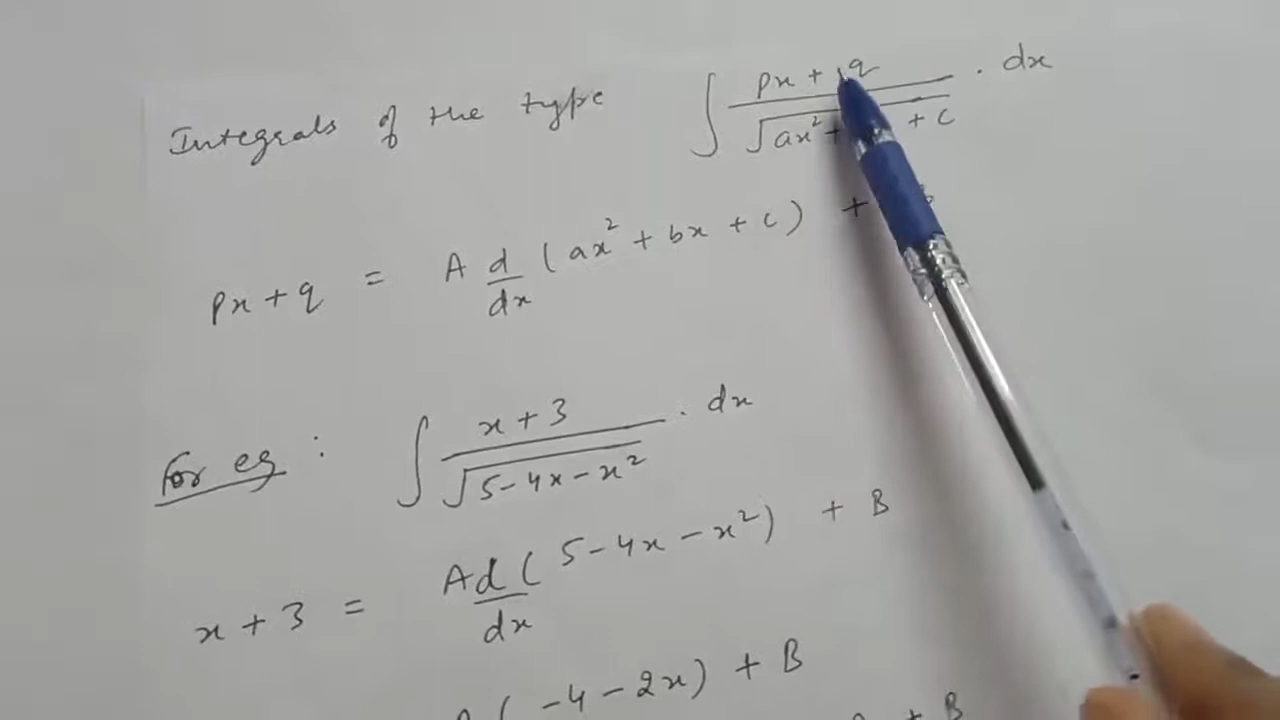 Integrals of the type ∫ px + q / √ax² + + c . dx
px + q = A d/dx (ax² + bx + c) +
For eg : ∫ x + 3 / √5 - 4x - x² . dx
x + 3 = A d/dx (5 - 4x - x²) + B
( -4 - 2x) + B
+ B